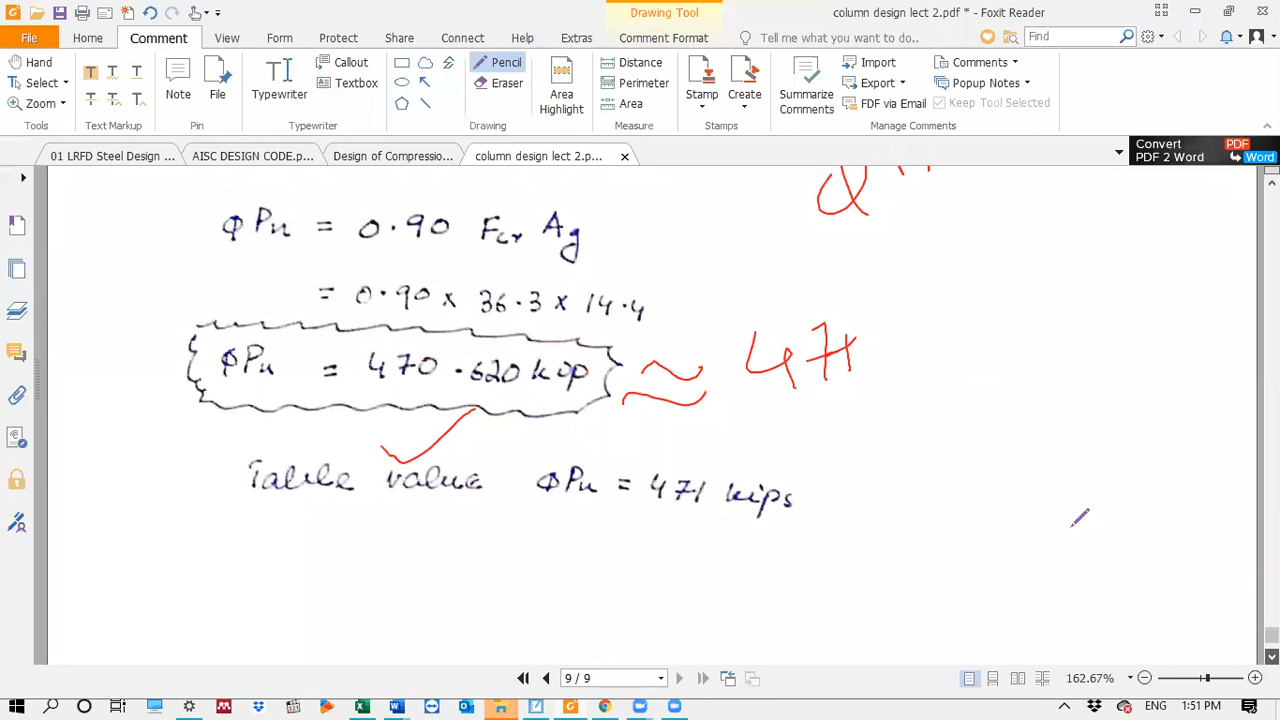 Drawing Tool
column design lect 2.pdf * - Foxit Reader
File Home Comment View Form Protect Share Connect Help Extras Comment Format Tell me what you want to do.. Find
Hand
Select
Zoom
Tools
T T T
T T T
Text Markup
Note File
Pin
Typewriter
Callout
Textbox
Typewriter
Pencil
Eraser
Drawing
Area
Highlight
Distance
Perimeter
Area
Measure
Stamp Create
Stamps
Summarize
Comments
Import
Export
FDF via Email
Comments
Popup Notes
Keep Tool Selected
Manage Comments
01 LRFD Steel Design ... AISC DESIGN CODE.p... Design of Compressio... column design lect 2.p...
Convert PDF
PDF 2 Word Word
ΦPn = 0.90 Fcr Ag
= 0.90 x 36.3 x 14.4
ΦPn = 470.620 kip ≈ 471
Table value ΦPn = 471 kips
9 / 9
162.67%
ENG 1:51 PM